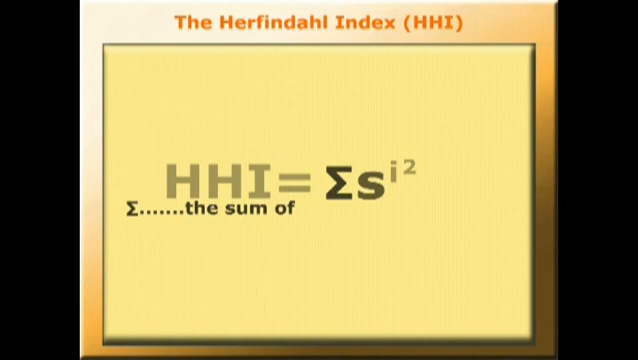 The Herfindahl Index (HHI)
HHI= Σsi²
Σ.......the sum of